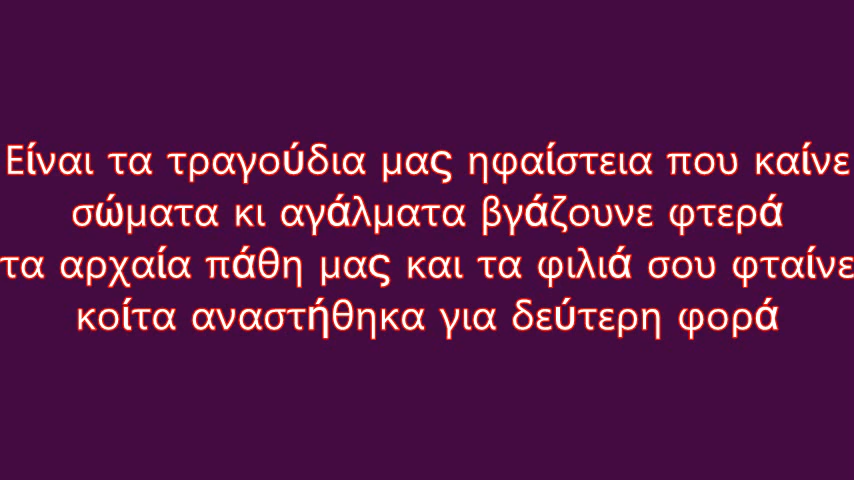 Είναι τα τραγούδια μας ηφαίστεια που καίνε
σώματα κι αγάλματα βγάζουνε φτερά
τα αρχαία πάθη μας και τα φιλιά σου φταίνε
κοίτα αναστήθηκα για δεύτερη φορά